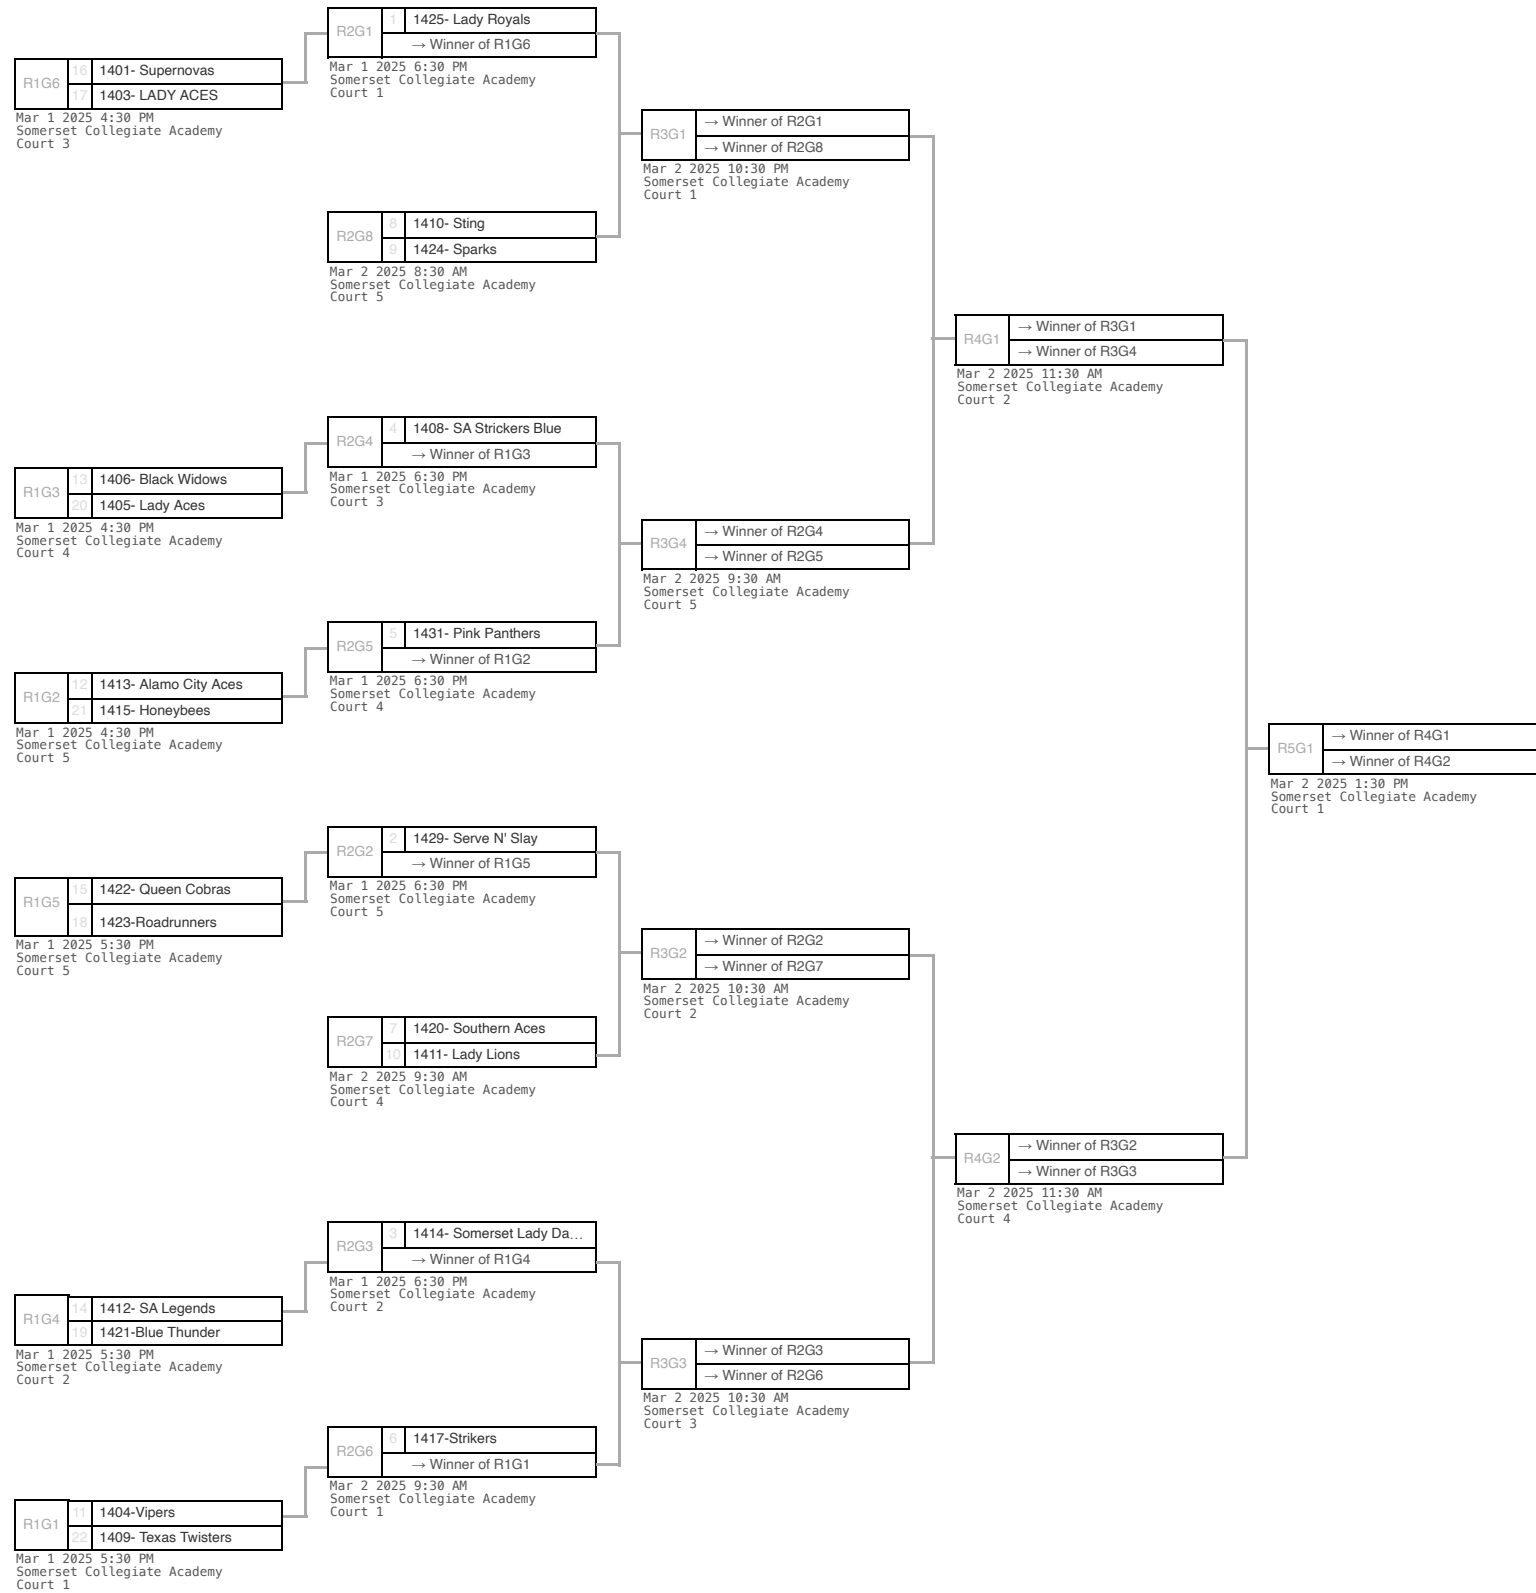 R2G1
1
1425- Lady Royals
→ Winner of R1G6
Mar 1 2025 6:30 PM
Somerset Collegiate Academy
Court 1
R1G6
16
1401- Supernovas
17
1403- LADY ACES
Mar 1 2025 4:30 PM
Somerset Collegiate Academy
Court 3
R3G1
→ Winner of R2G1
→ Winner of R2G8
Mar 2 2025 10:30 PM
Somerset Collegiate Academy
Court 1
R2G8
8
1410- Sting
9
1424- Sparks
Mar 2 2025 8:30 AM
Somerset Collegiate Academy
Court 5
R4G1
→ Winner of R3G1
→ Winner of R3G4
Mar 2 2025 11:30 AM
Somerset Collegiate Academy
Court 2
R2G4
4
1408- SA Strickers Blue
→ Winner of R1G3
Mar 1 2025 6:30 PM
Somerset Collegiate Academy
Court 3
R1G3
13
1406- Black Widows
20
1405- Lady Aces
Mar 1 2025 4:30 PM
Somerset Collegiate Academy
Court 4
R3G4
→ Winner of R2G4
→ Winner of R2G5
Mar 2 2025 9:30 AM
Somerset Collegiate Academy
Court 5
R2G5
5
1431- Pink Panthers
→ Winner of R1G2
Mar 1 2025 6:30 PM
Somerset Collegiate Academy
Court 4
R1G2
12
1413- Alamo City Aces
21
1415- Honeybees
Mar 1 2025 4:30 PM
Somerset Collegiate Academy
Court 5
R5G1
→ Winner of R4G1
→ Winner of R4G2
Mar 2 2025 1:30 PM
Somerset Collegiate Academy
Court 1
R2G2
2
1429- Serve N' Slay
→ Winner of R1G5
Mar 1 2025 6:30 PM
Somerset Collegiate Academy
Court 5
R1G5
15
1422- Queen Cobras
18
1423-Roadrunners
Mar 1 2025 5:30 PM
Somerset Collegiate Academy
Court 5
R3G2
→ Winner of R2G2
→ Winner of R2G7
Mar 2 2025 10:30 AM
Somerset Collegiate Academy
Court 2
R2G7
7
1420- Southern Aces
10
1411- Lady Lions
Mar 2 2025 9:30 AM
Somerset Collegiate Academy
Court 4
R4G2
→ Winner of R3G2
→ Winner of R3G3
Mar 2 2025 11:30 AM
Somerset Collegiate Academy
Court 4
R2G3
3
1414- Somerset Lady Da...
→ Winner of R1G4
Mar 1 2025 6:30 PM
Somerset Collegiate Academy
Court 2
R1G4
14
1412- SA Legends
19
1421-Blue Thunder
Mar 1 2025 5:30 PM
Somerset Collegiate Academy
Court 2
R3G3
→ Winner of R2G3
→ Winner of R2G6
Mar 2 2025 10:30 AM
Somerset Collegiate Academy
Court 3
R2G6
6
1417-Strikers
→ Winner of R1G1
Mar 2 2025 9:30 AM
Somerset Collegiate Academy
Court 1
R1G1
11
1404-Vipers
22
1409- Texas Twisters
Mar 1 2025 5:30 PM
Somerset Collegiate Academy
Court 1